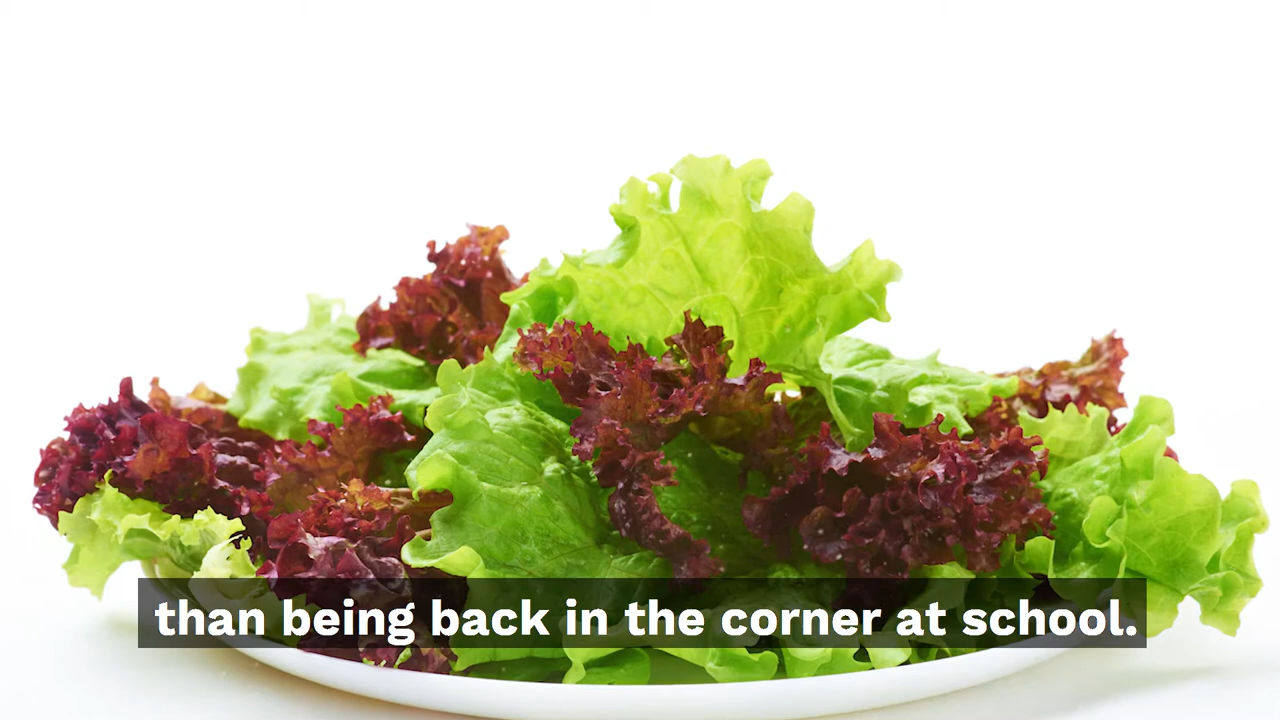 than being back in the corner at school.